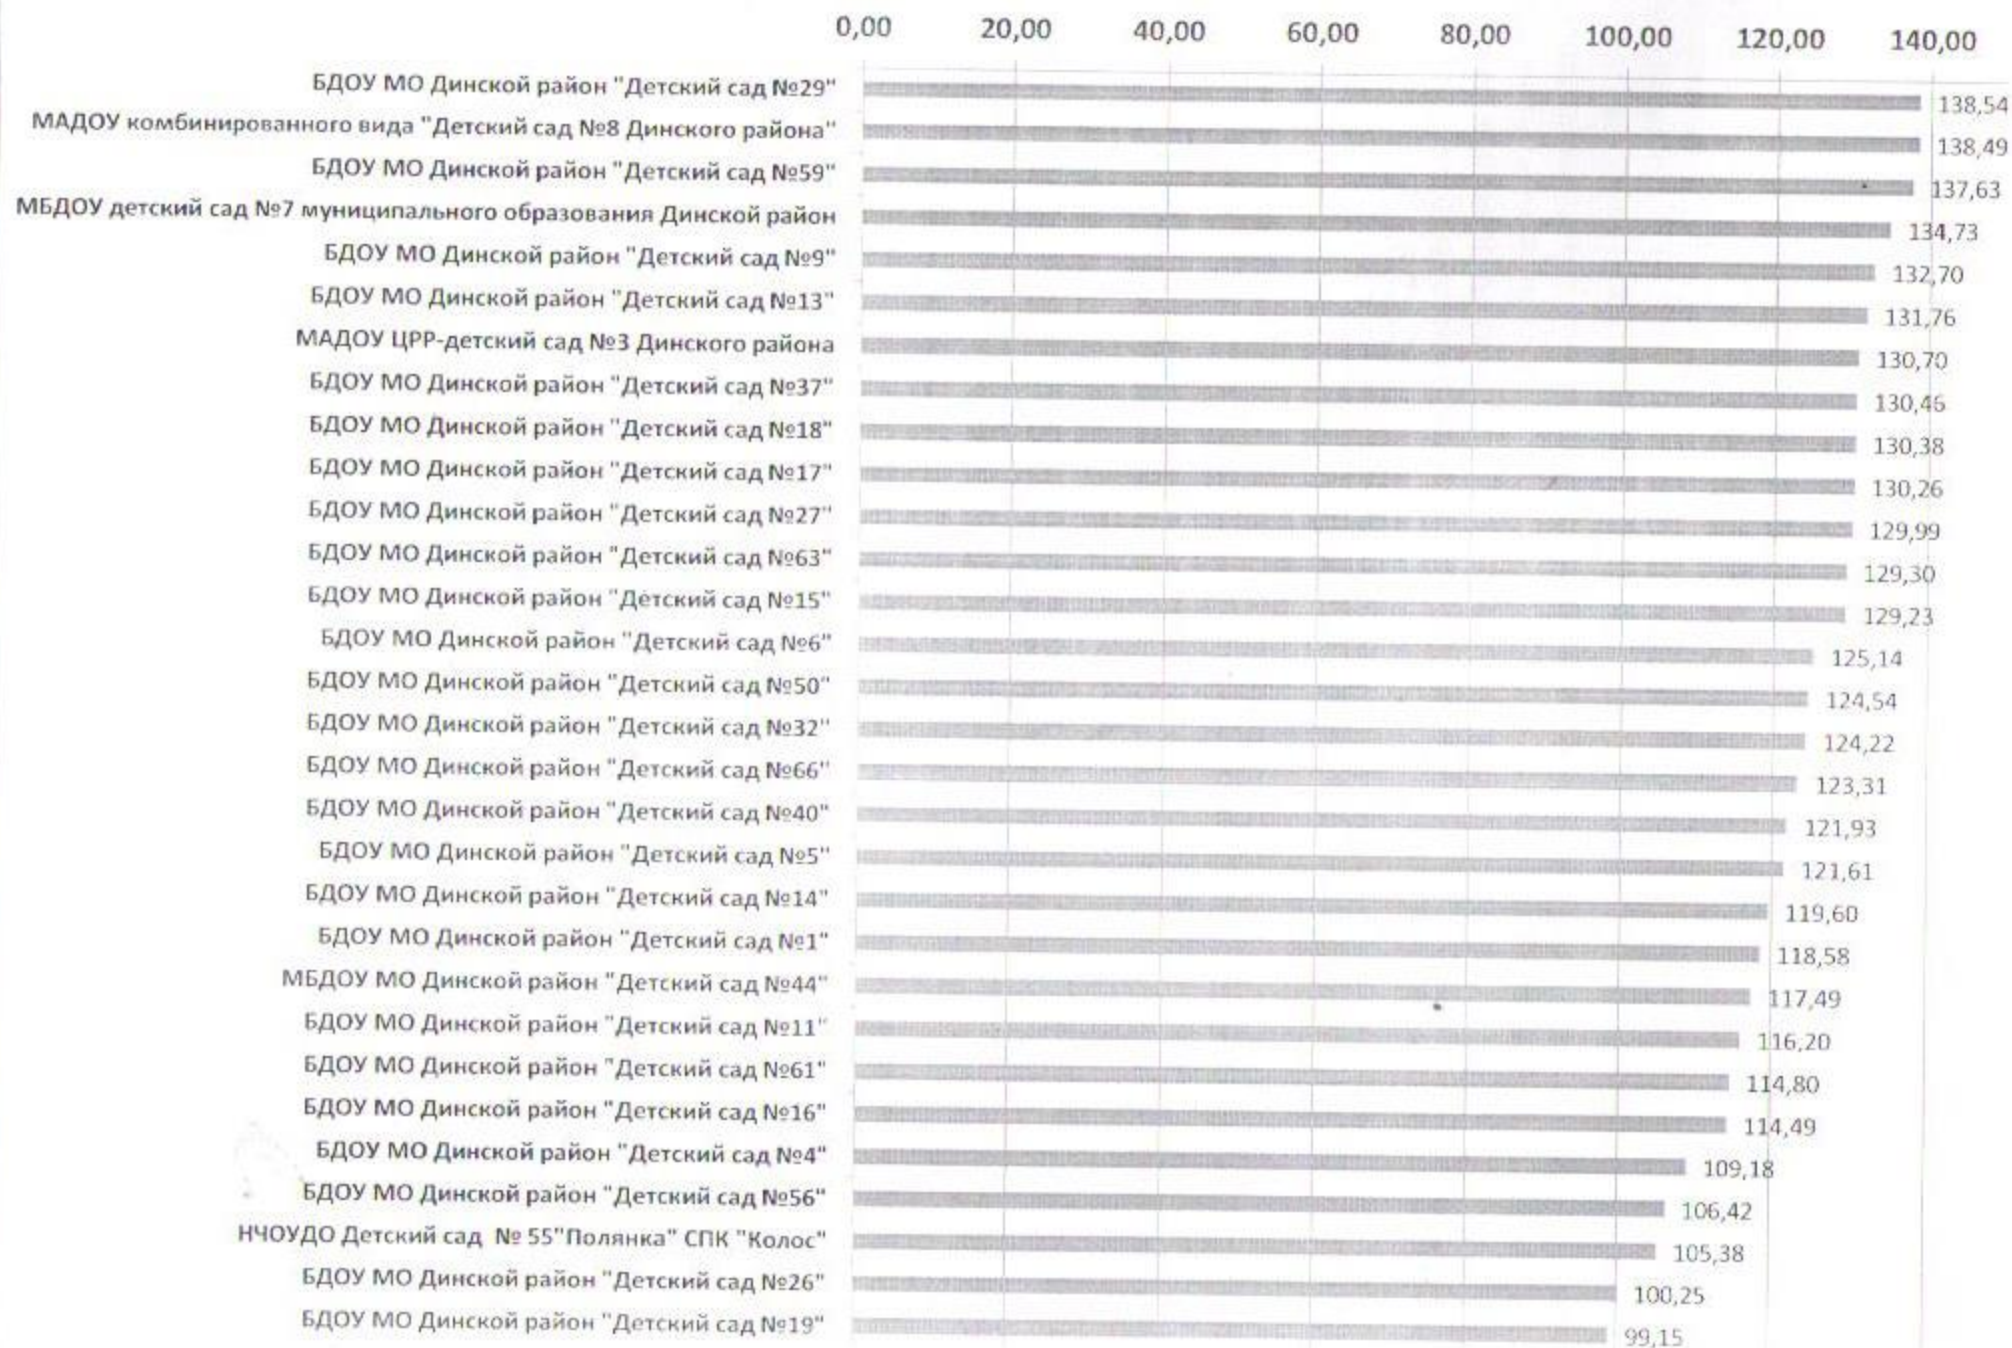 0,00 20,00 40,00 60,00 80,00 100,00 120,00 140,00
БДОУ МО Динской район "Детский сад №29" 138,54
МАДОУ комбинированного вида "Детский сад №8 Динского района" 138,49
БДОУ МО Динской район "Детский сад №59" 137,63
МБДОУ детский сад №7 муниципального образования Динской район 134,73
БДОУ МО Динской район "Детский сад №9" 132,70
БДОУ МО Динской район "Детский сад №13" 131,76
МАДОУ ЦРР-детский сад №3 Динского района 130,70
БДОУ МО Динской район "Детский сад №37" 130,46
БДОУ МО Динской район "Детский сад №18" 130,38
БДОУ МО Динской район "Детский сад №17" 130,26
БДОУ МО Динской район "Детский сад №27" 129,99
БДОУ МО Динской район "Детский сад №63" 129,30
БДОУ МО Динской район "Детский сад №15" 129,23
БДОУ МО Динской район "Детский сад №6" 125,14
БДОУ МО Динской район "Детский сад №50" 124,54
БДОУ МО Динской район "Детский сад №32" 124,22
БДОУ МО Динской район "Детский сад №66" 123,31
БДОУ МО Динской район "Детский сад №40" 121,93
БДОУ МО Динской район "Детский сад №5" 121,61
БДОУ МО Динской район "Детский сад №14" 119,60
БДОУ МО Динской район "Детский сад №1" 118,58
МБДОУ МО Динской район "Детский сад №44" 117,49
БДОУ МО Динской район "Детский сад №11" 116,20
БДОУ МО Динской район "Детский сад №61" 114,80
БДОУ МО Динской район "Детский сад №16" 114,49
БДОУ МО Динской район "Детский сад №4" 109,18
БДОУ МО Динской район "Детский сад №56" 106,42
НЧОУДО Детский сад № 55"Полянка" СПК "Колос" 105,38
БДОУ МО Динской район "Детский сад №26" 100,25
БДОУ МО Динской район "Детский сад №19" 99,15